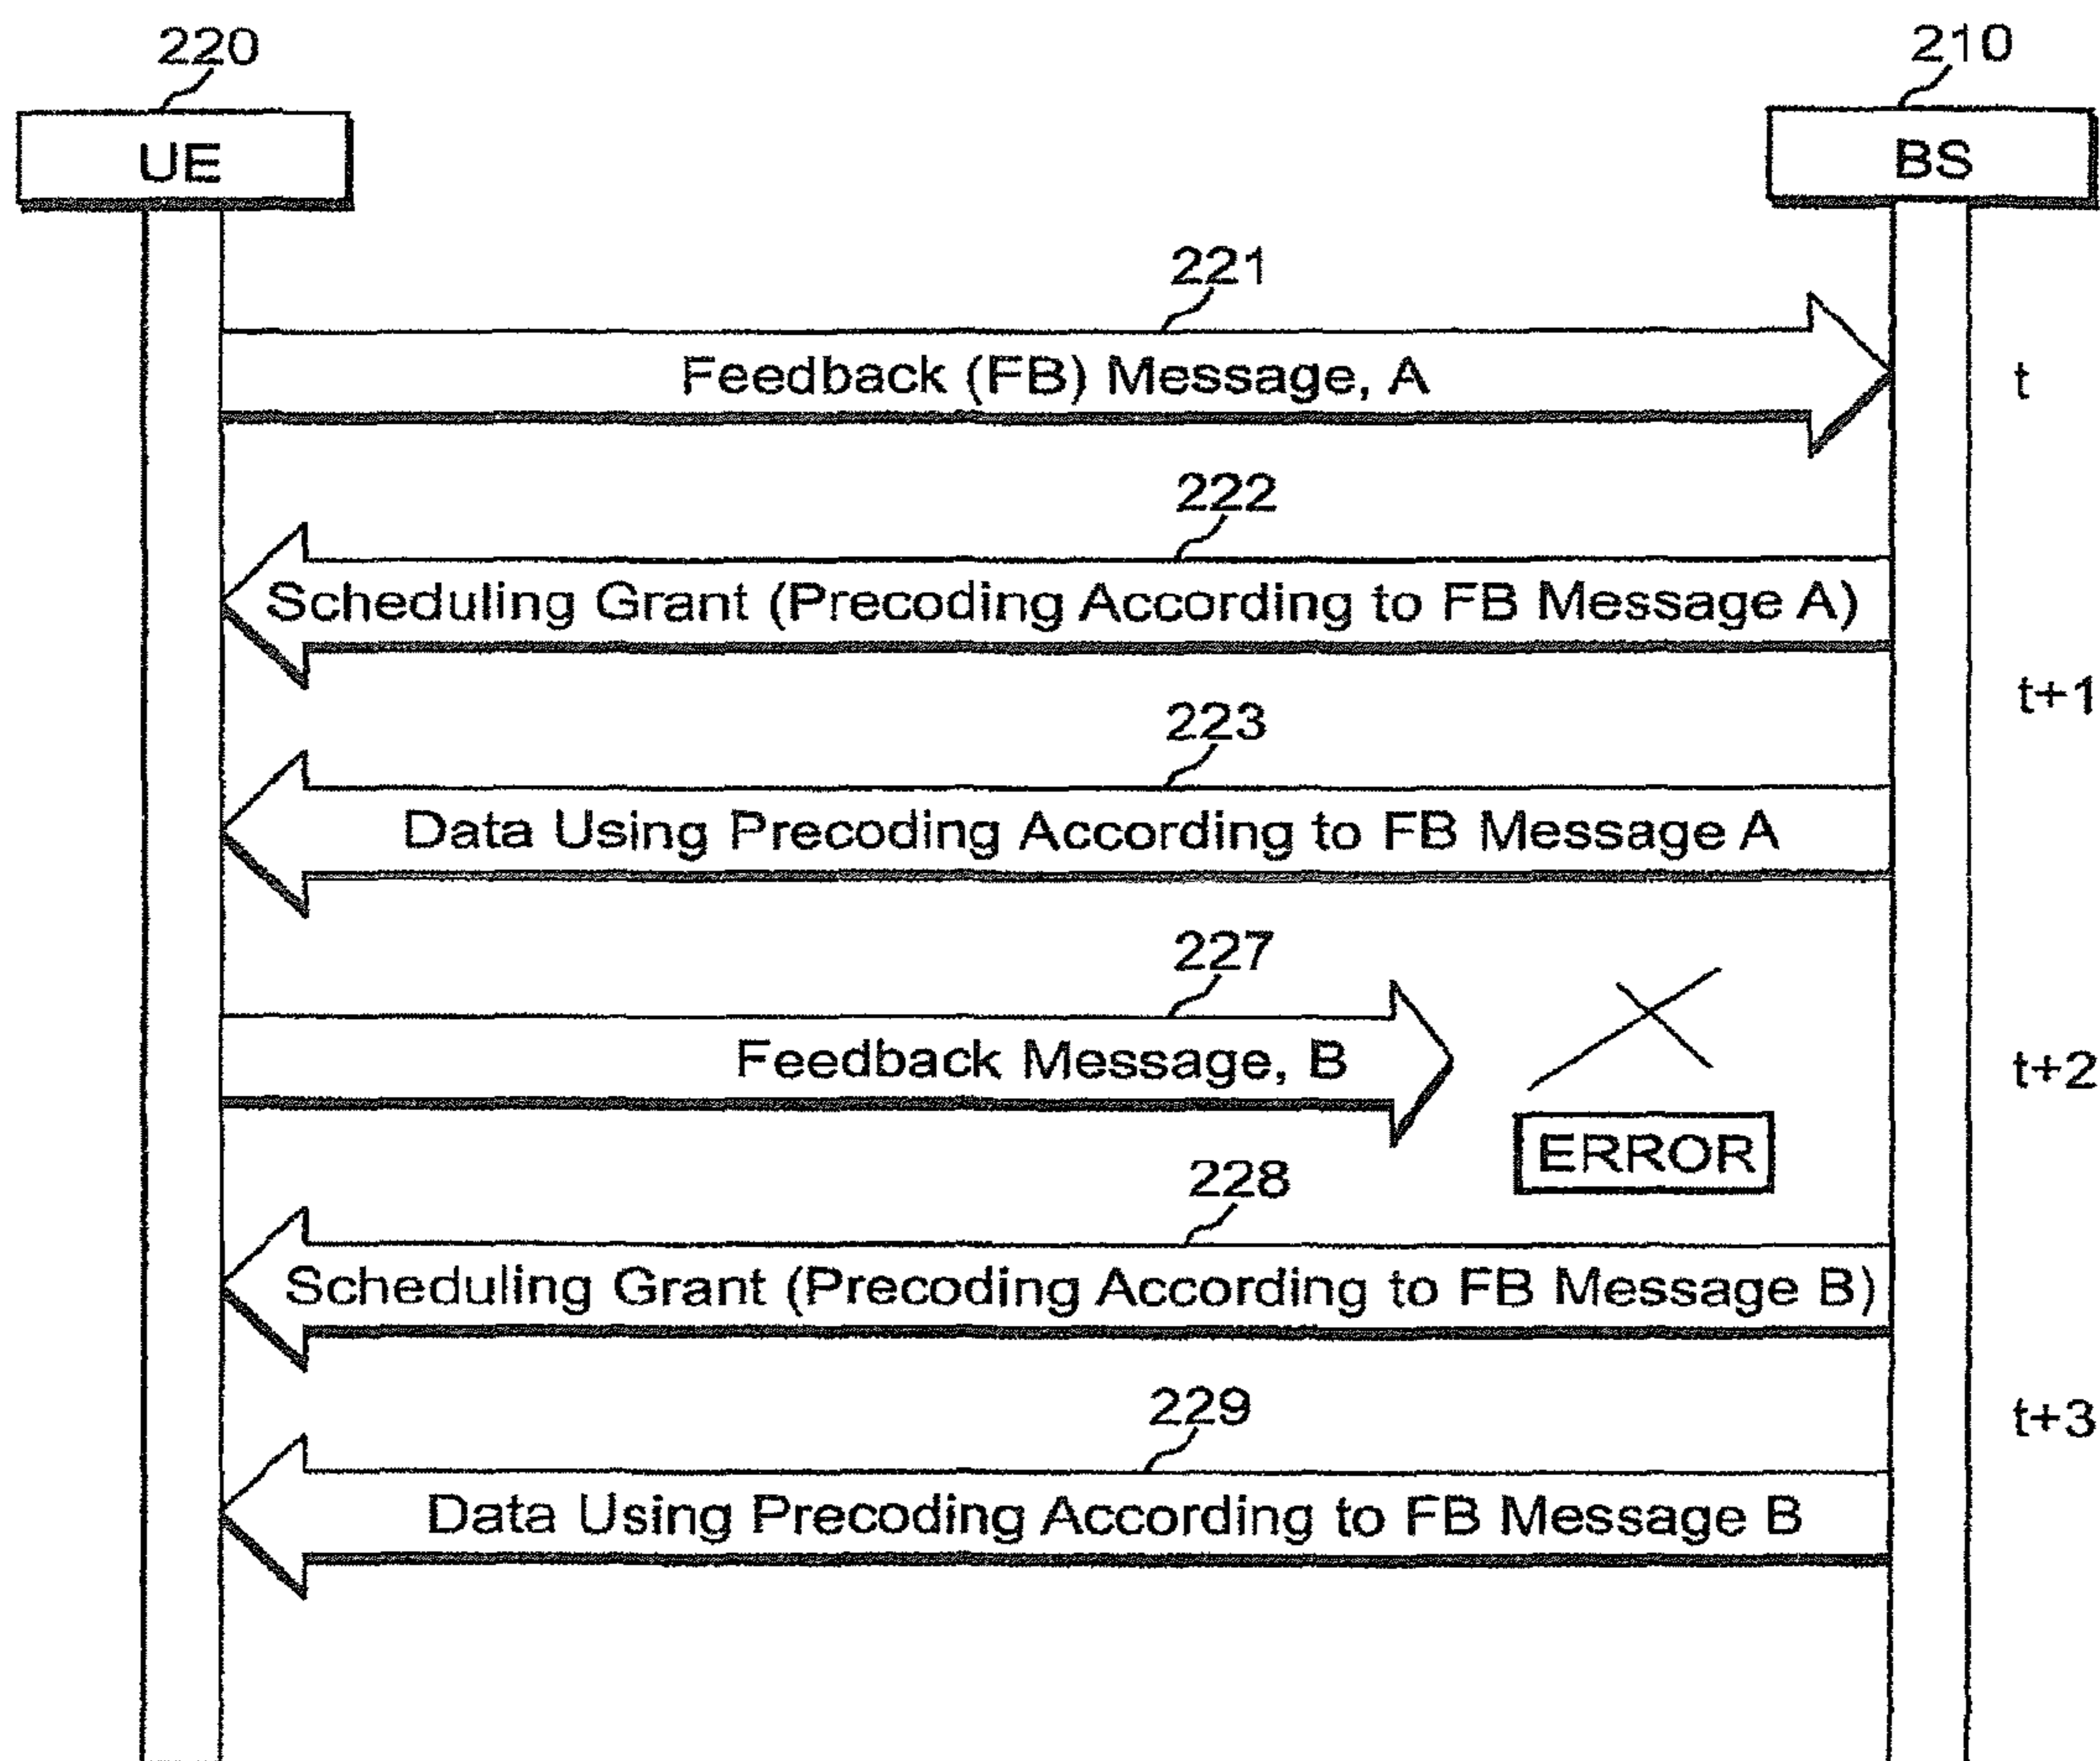 220
210
UE
BS
221
Feedback (FB) Message, A
t
222
Scheduling Grant (Precoding According to FB Message A)
t+1
223
Data Using Precoding According to FB Message A
227
Feedback Message, B
t+2
ERROR
228
Scheduling Grant (Precoding According to FB Message B)
229
t+3
Data Using Precoding According to FB Message B